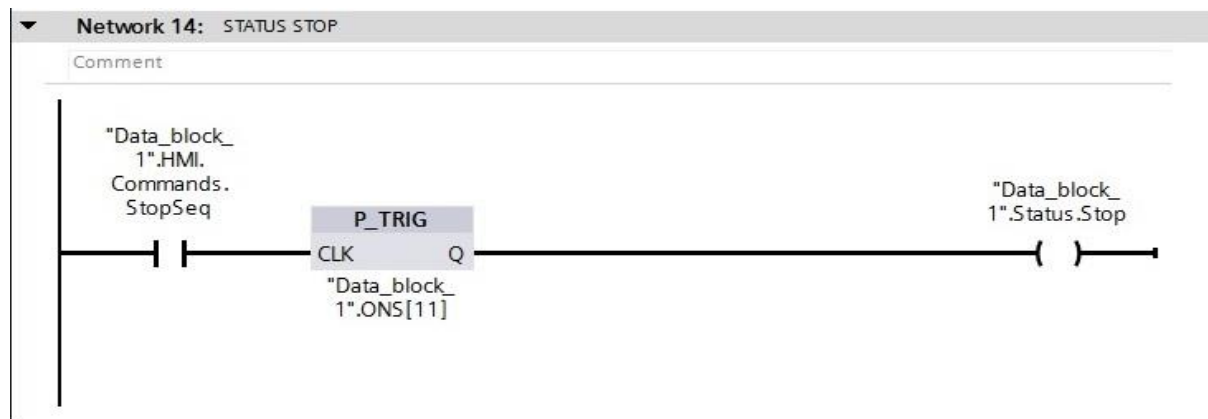 Network 14: STATUS STOP
Comment
"Data_block_
1".HMI.
Commands.
StopSeq
P_TRIG
CLK Q
"Data_block_
1".ONS[11]
"Data_block_
1".Status.Stop